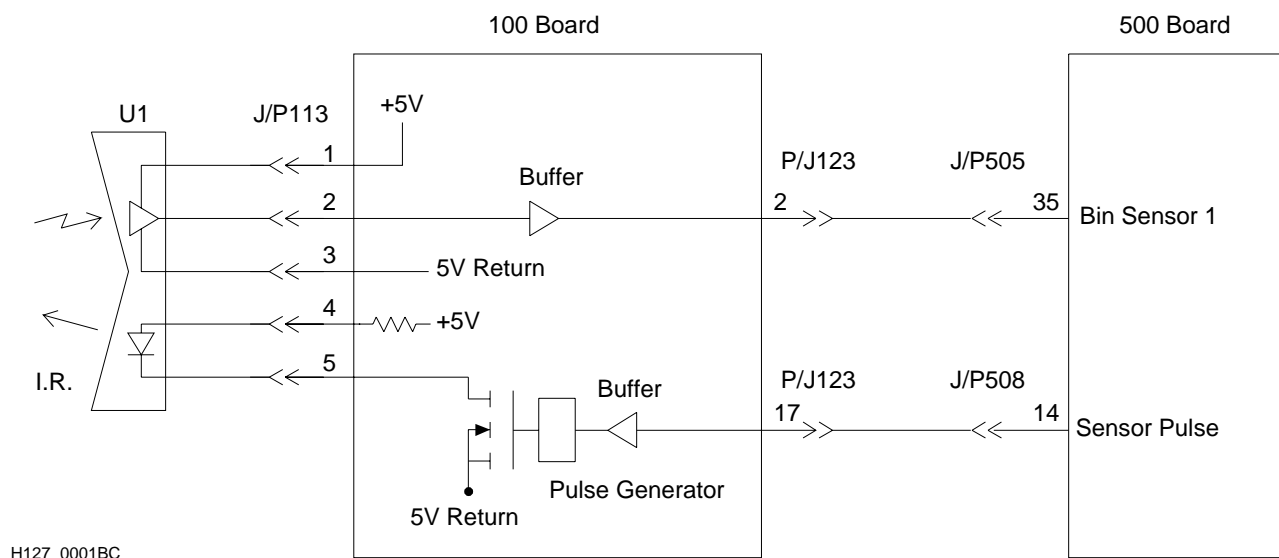 100 Board
500 Board
U1
J/P113
+5V
1
P/J123
J/P505
Buffer
2
2
35
Bin Sensor 1
3
5V Return
4
+5V
5
I.R.
Buffer
P/J123
J/P508
17
14
Sensor Pulse
Pulse Generator
5V Return
H127_0001BC